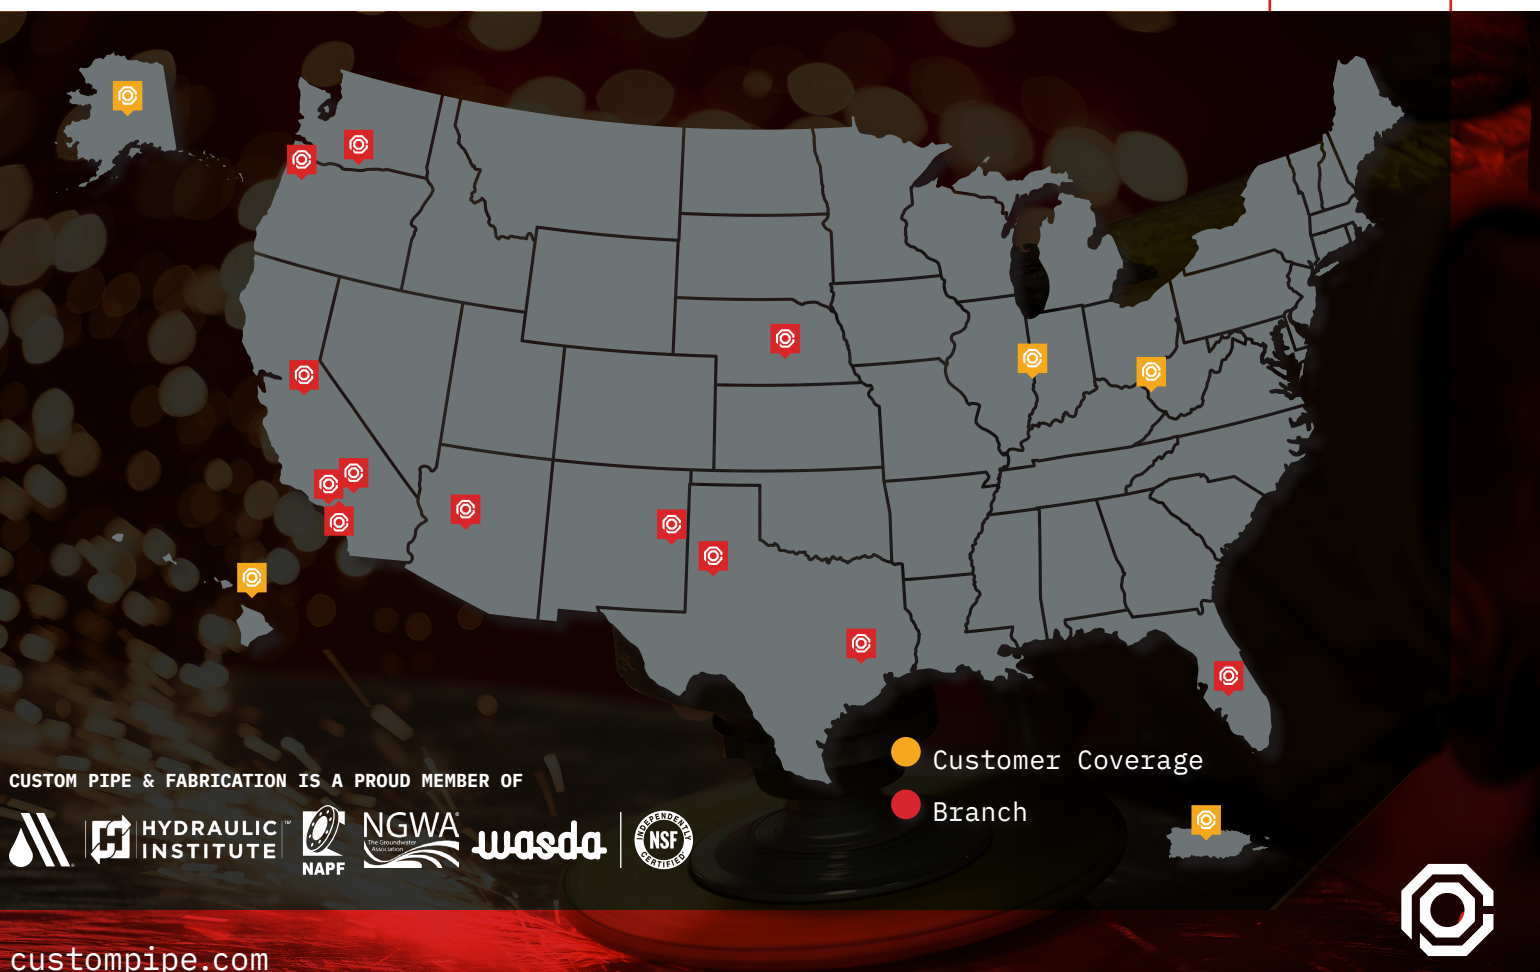 Customer Coverage
Branch
CUSTOM PIPE & FABRICATION IS A PROUD MEMBER OF
HYDRAULIC
INSTITUTE™
NAPF
NGWA®
The Groundwater
Association
wasda
INDEPENDENTLY
NSF
CERTIFIED
custompipe.com